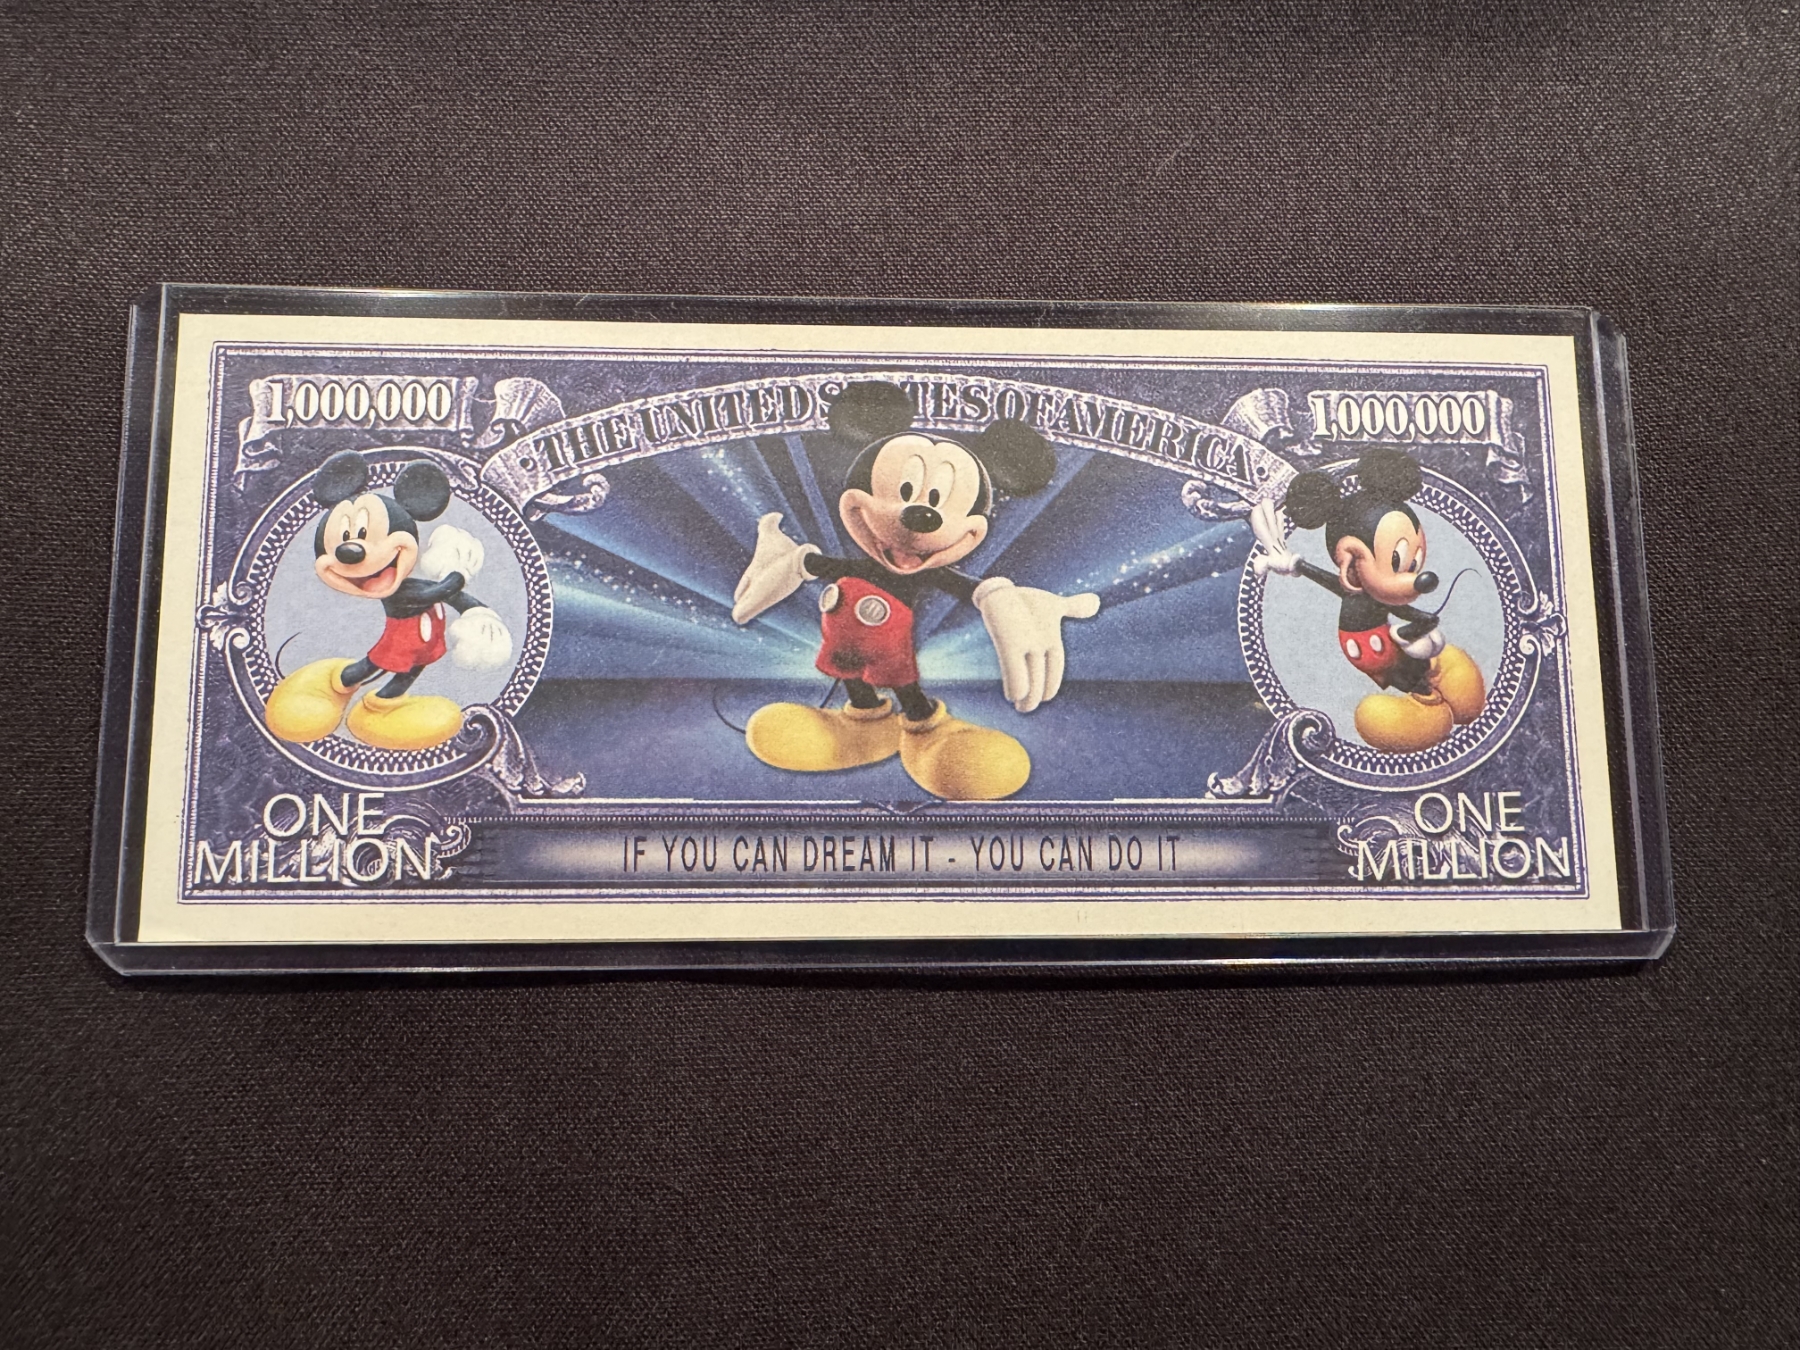 1,000,000
THE UNITED STATES OF AMERICA
1,000,000
ONE
MILLION
IF YOU CAN DREAM IT - YOU CAN DO IT
ONE
MILLION